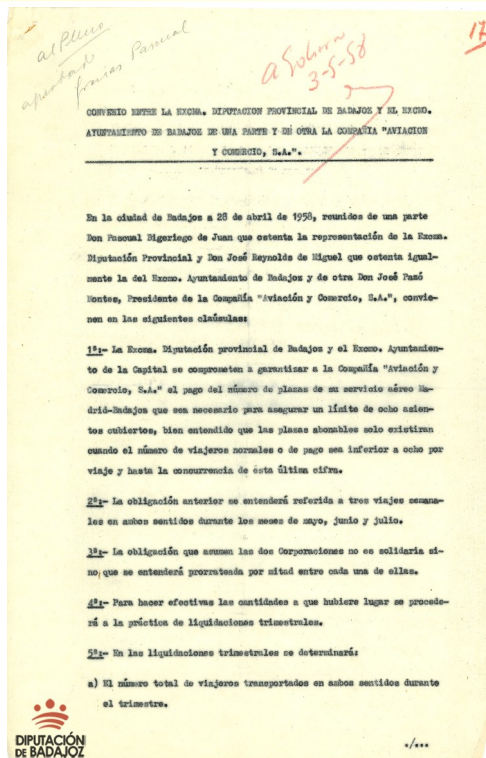 al Pleno
aprobado
Pascual
a Gobierno
3-5-58
17
CONVENIO ENTRE LA EXCMA. DIPUTACION PROVINCIAL DE BADAJOZ Y EL EXCMO.
AYUNTAMIENTO DE BADAJOZ DE UNA PARTE Y DE OTRA LA COMPAÑIA "AVIACION
Y COMERCIO, S.A.".
En la ciudad de Badajoz a 28 de abril de 1958, reunidos de una parte
Don Pascual Bigeriego de Juan que ostenta la representación de la Excma.
Diputación Provincial y Don José Reynolds de Miguel que ostenta igual-
mente la del Excmo. Ayuntamiento de Badajoz y de otra Don José Pazó
Montes, Presidente de la Compañía "Aviación y Comercio, S.A.", convie-
nen en las siguientes claúsulas:
1ª:- La Excma. Diputación provincial de Badajoz y el Excmo. Ayuntamien-
to de la Capital se comprometen a garantizar a la Compañía "Aviación y
Comercio, S.A." el pago del número de plazas de su servicio aéreo Ma-
drid-Badajoz que sea necesario para asegurar un límite de ocho asien-
tos cubiertos, bien entendido que las plazas abonables solo existiran
cuando el número de viajeros normales o de pago sea inferior a ocho por
viaje y hasta la concurrencia de ésta última cifra.
2ª:- La obligación anterior se entenderá referida a tres viajes semana-
les en ambos sentidos durante los meses de mayo, junio y julio.
3ª:- La obligación que asumen las dos Corporaciones no es solidaria si-
no que se entenderá prorrateada por mitad entre cada una de ellas.
4ª:- Para hacer efectivas las cantidades a que hubiere lugar se procede-
rá a la práctica de liquidaciones trimestrales.
5ª:- En las liquidaciones trimestrales se determinará:
a) El número total de viajeros transportados en ambos sentidos durante
el trimestre.
DIPUTACIÓN
DE BADAJOZ
./...